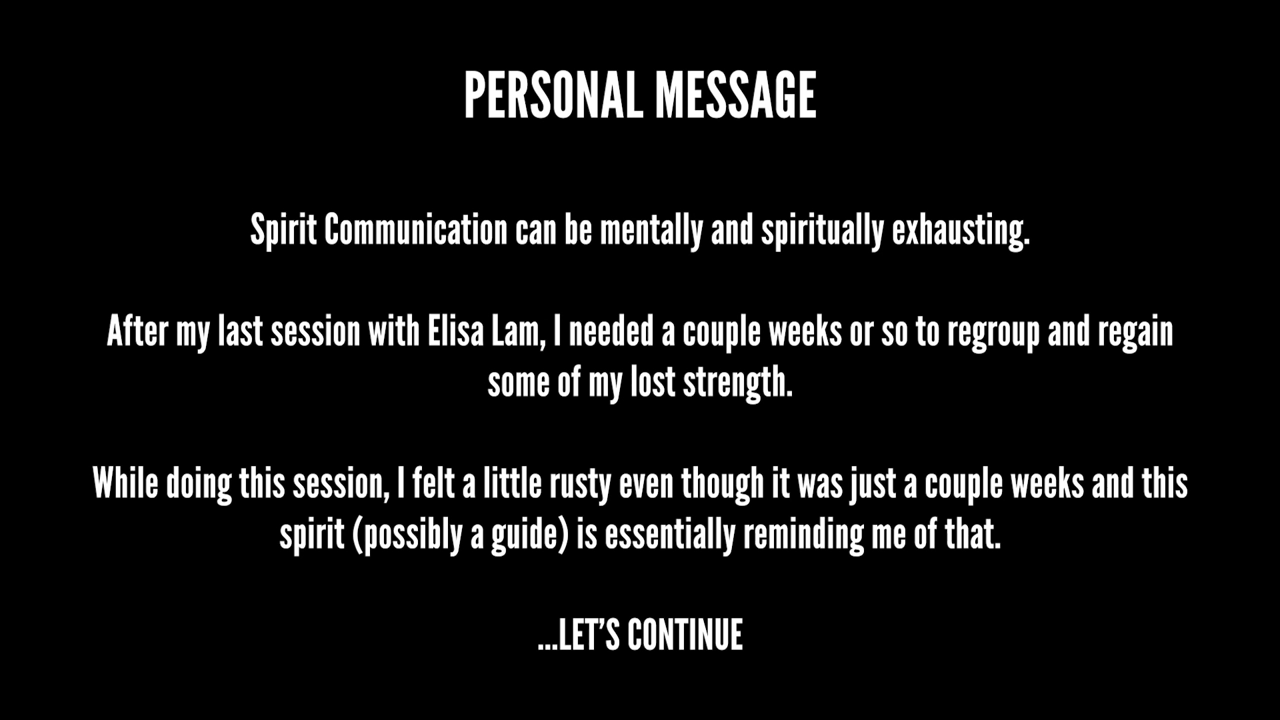 PERSONAL MESSAGE
Spirit Communication can be mentally and spiritually exhausting.
After my last session with Elisa Lam, I needed a couple weeks or so to regroup and regain
some of my lost strength.
While doing this session, I felt a little rusty even though it was just a couple weeks and this
spirit (possibly a guide) is essentially reminding me of that.
...LET'S CONTINUE